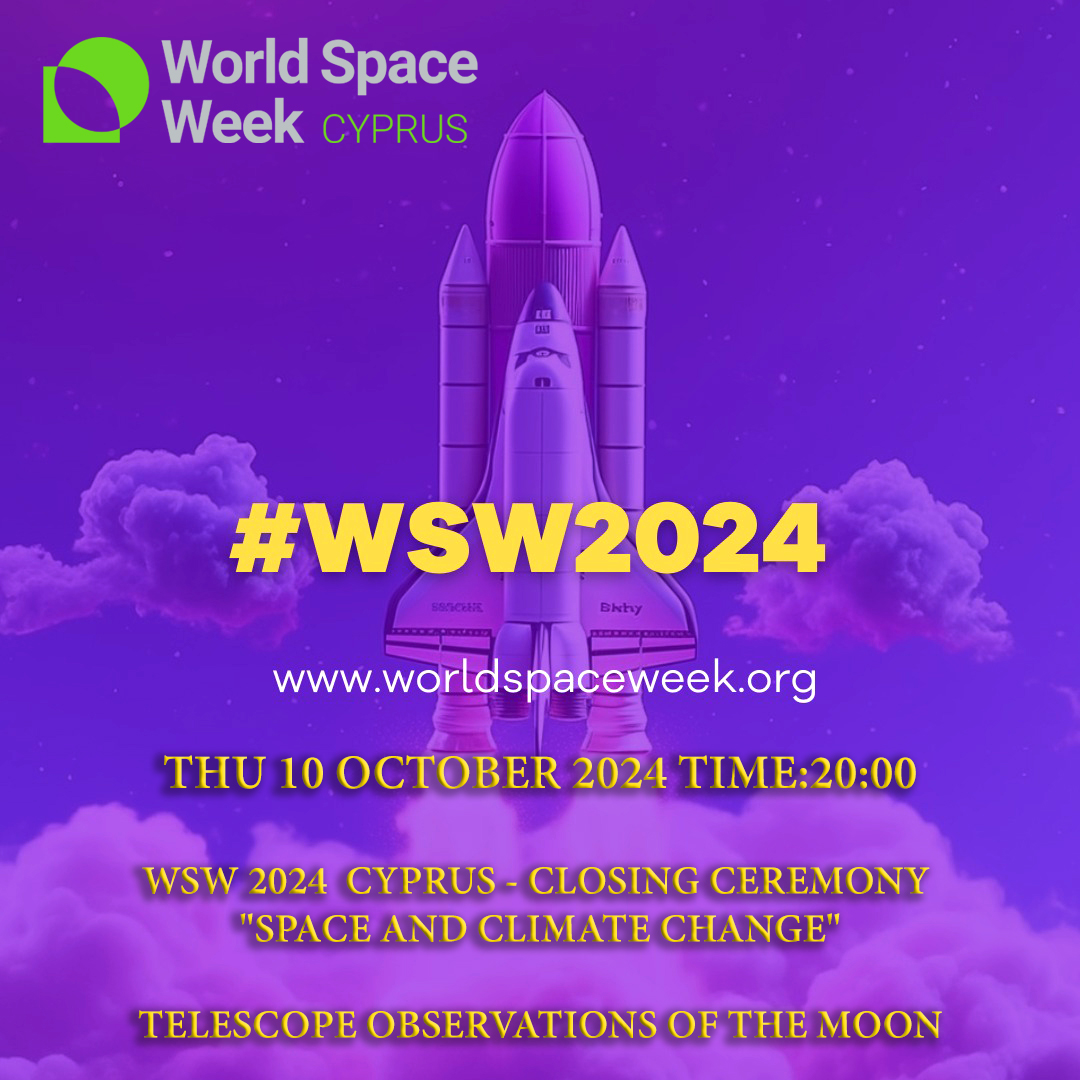 World Space
Week CYPRUS
#WSW2024
www.worldspaceweek.org
THU 10 OCTOBER 2024 TIME:20:00
WSW 2024 CYPRUS - CLOSING CEREMONY
"SPACE AND CLIMATE CHANGE"
TELESCOPE OBSERVATIONS OF THE MOON